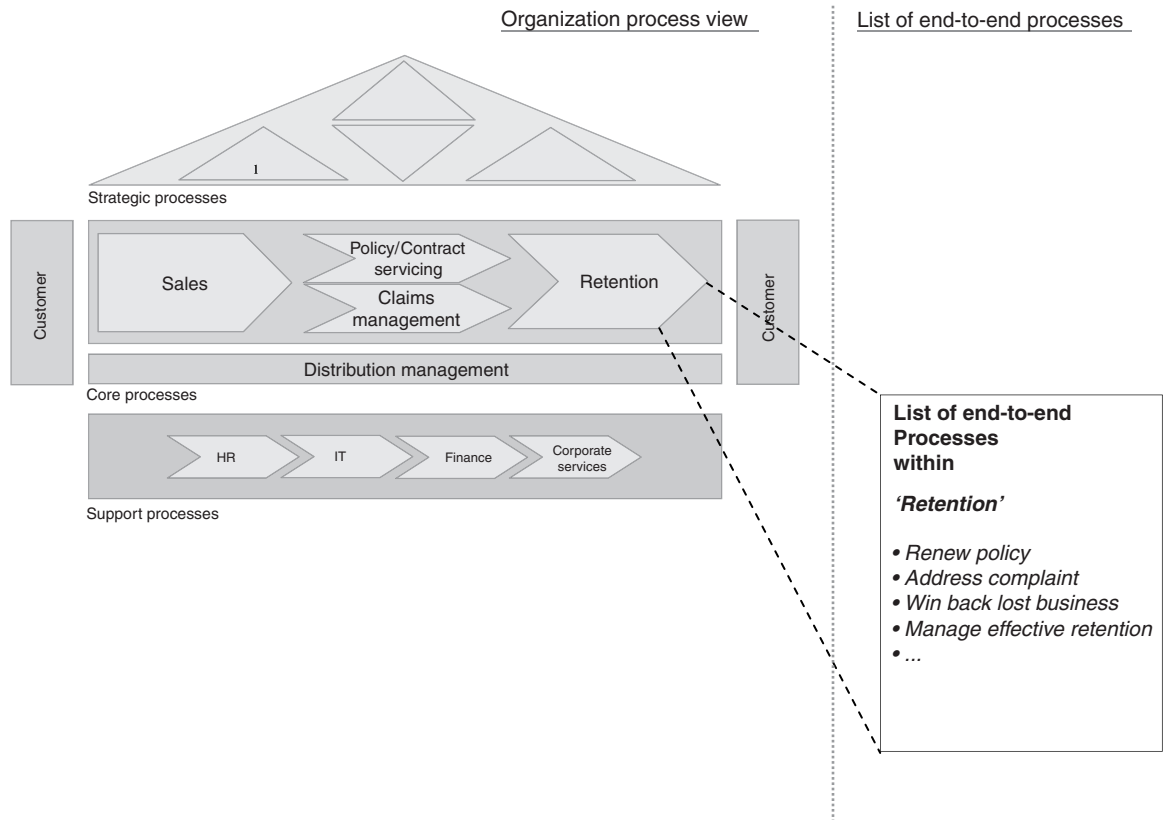 Organization process view
List of end-to-end processes
l
Strategic processes
Customer
Sales
Policy/Contract
servicing
Claims
management
Retention
Customer
Distribution management
Core processes
HR
IT
Finance
Corporate
services
Support processes
List of end-to-end
Processes
within
‘Retention’
• Renew policy
• Address complaint
• Win back lost business
• Manage effective retention
• ...